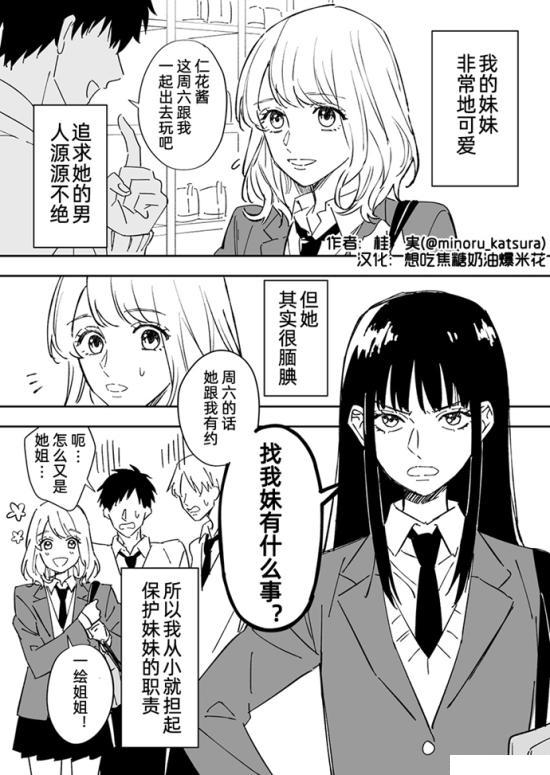 我的妹妹
非常地可爱
仁花酱
这周六跟我
一起出去玩吧
追求她的男
人源源不绝
作者：桂 実(@minoru_katsura)
汉化：想吃焦糖奶油爆米花
但她
其实很腼腆
找我妹有什么事？
周六的话
她跟我有约
呃…
怎么又是
她姐…
所以我从小就担起
保护妹妹的职责
一绘姐姐！